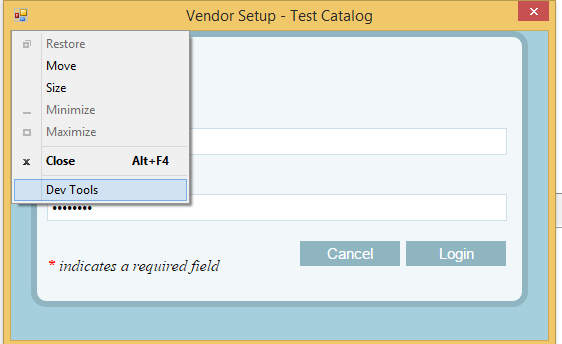 Vendor Setup - Test Catalog
Restore
Move
Size
Minimize
Maximize
Close Alt+F4
Dev Tools
* indicates a required field
Cancel
Login